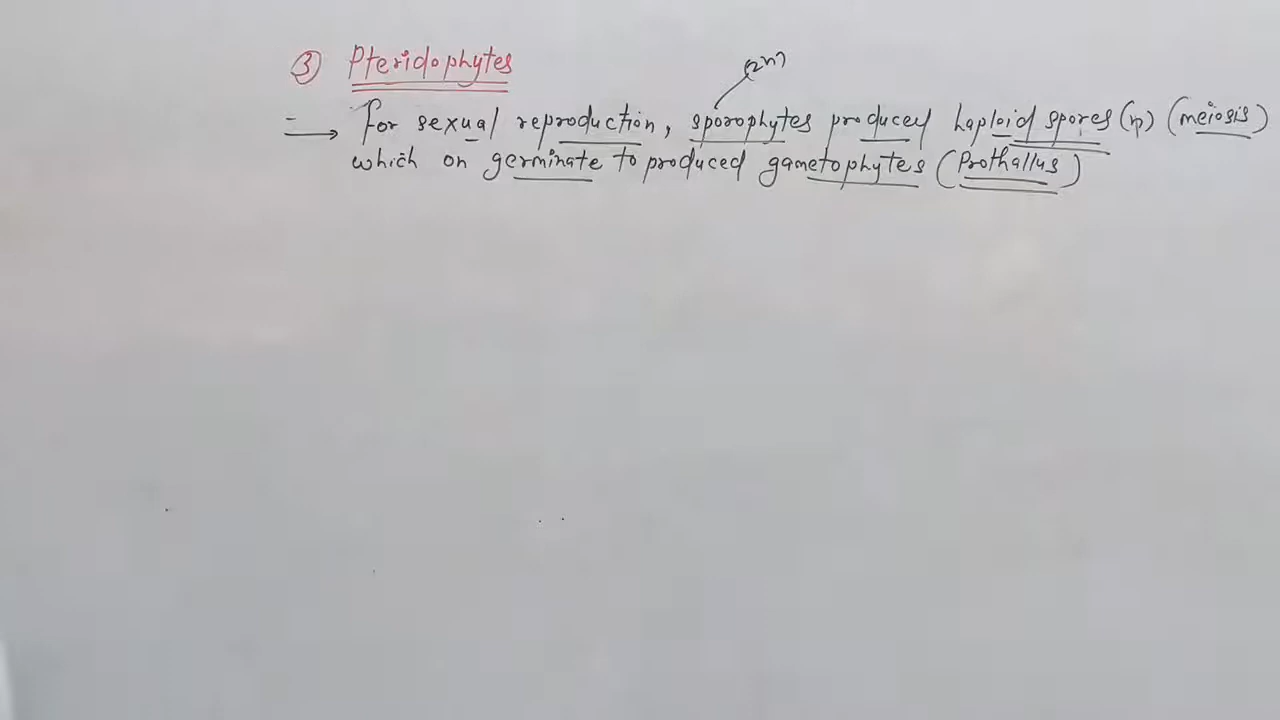 ③ Pteridophytes
(2n)
→ For sexual reproduction, sporophytes produced haploid spores (n) (meiosis)
which on germinate to produced gametophytes (Prothallus)